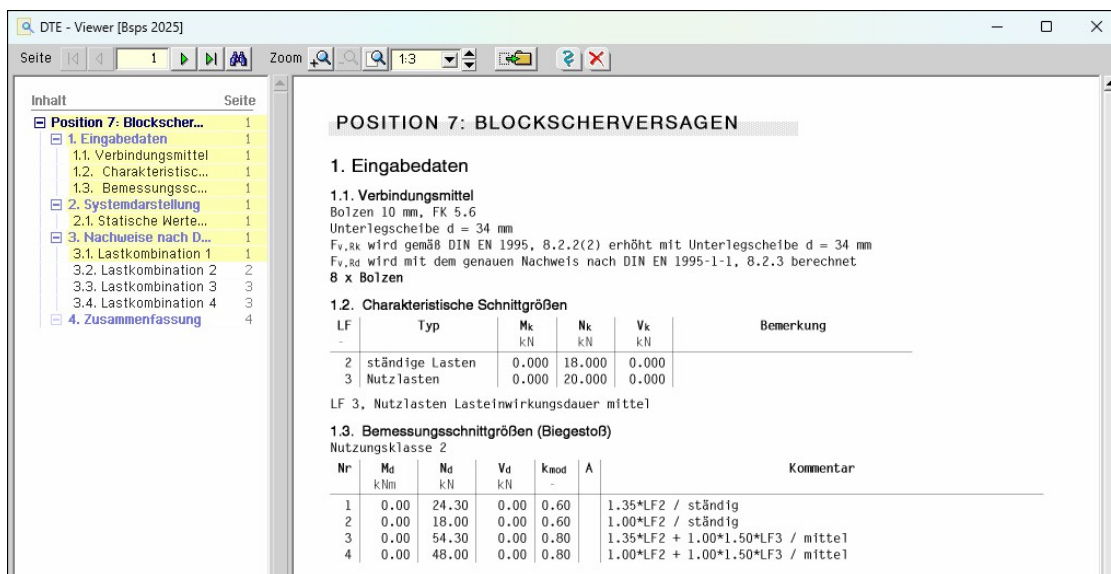 DTE - Viewer [Bsps 2025]
Seite 1 Zoom 1:3
Inhalt Seite
Position 7: Blockscher... 1
1. Eingabedaten 1
1.1. Verbindungsmittel 1
1.2. Charakteristisc... 1
1.3. Bemessungssc... 1
2. Systemdarstellung 1
2.1. Statische Werte... 1
3. Nachweise nach D... 1
3.1. Lastkombination 1 1
3.2. Lastkombination 2 2
3.3. Lastkombination 3 3
3.4. Lastkombination 4 3
4. Zusammenfassung 4
POSITION 7: BLOCKSCHERVERSAGEN
1. Eingabedaten
1.1. Verbindungsmittel
Bolzen 10 mm, FK 5.6
Unterlegscheibe d = 34 mm
Fv,Rk wird gemäß DIN EN 1995, 8.2.2(2) erhöht mit Unterlegscheibe d = 34 mm
Fv,Rd wird mit dem genauen Nachweis nach DIN EN 1995-1-1, 8.2.3 berechnet
8 x Bolzen
1.2. Charakteristische Schnittgrößen
LF Typ Mk Nk Vk Bemerkung
- kN kN kN
2 ständige Lasten 0.000 18.000 0.000
3 Nutzlasten 0.000 20.000 0.000
LF 3, Nutzlasten Lasteinwirkungsdauer mittel
1.3. Bemessungsschnittgrößen (Biegestoß)
Nutzungsklasse 2
Nr Md Nd Vd kmod A Kommentar
kNm kN kN -
1 0.00 24.30 0.00 0.60 1.35*LF2 / ständig
2 0.00 18.00 0.00 0.60 1.00*LF2 / ständig
3 0.00 54.30 0.00 0.80 1.35*LF2 + 1.00*1.50*LF3 / mittel
4 0.00 48.00 0.00 0.80 1.00*LF2 + 1.00*1.50*LF3 / mittel